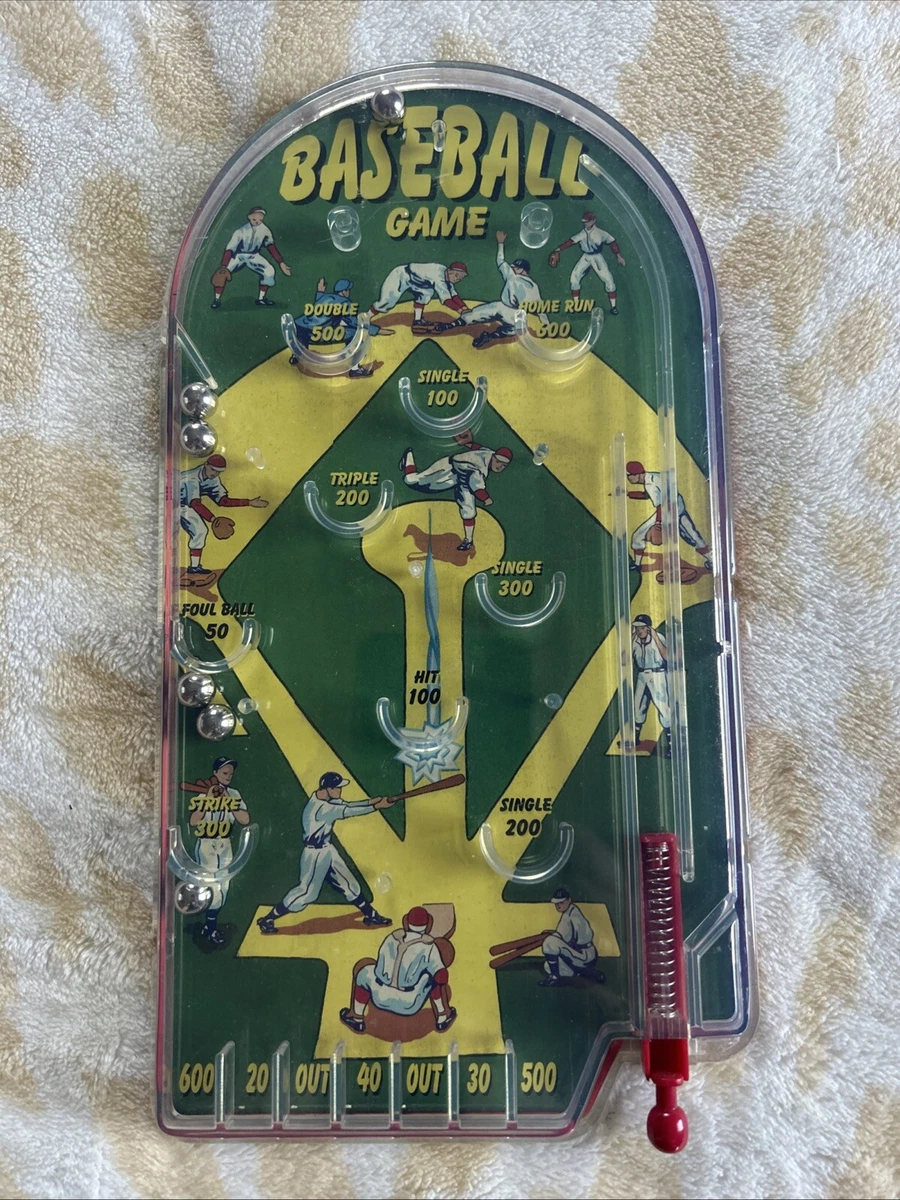 BASEBALL
GAME
DOUBLE
500
HOME RUN
600
SINGLE
100
TRIPLE
200
SINGLE
300
FOUL BALL
50
HIT
100
STRIKE
300
SINGLE
200
600 20 OUT 40 OUT 30 500